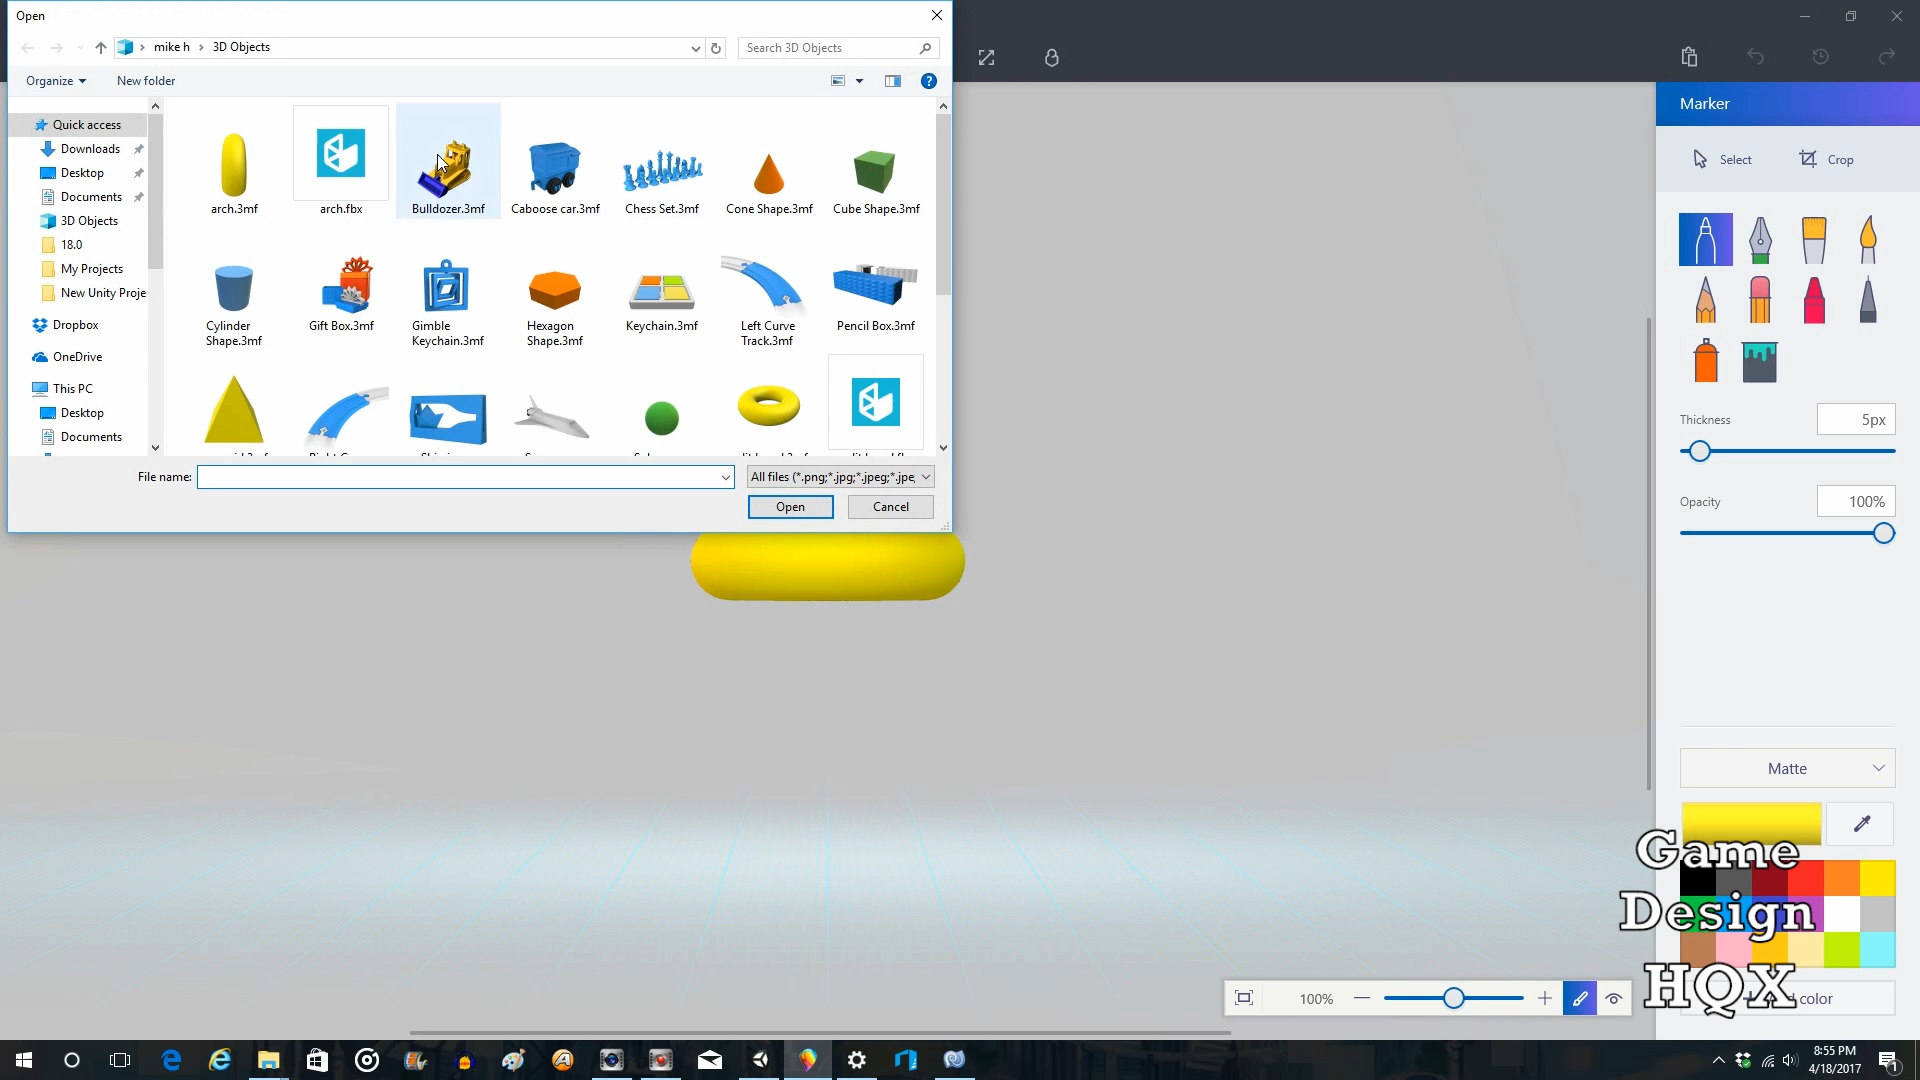 Open
mike h
3D Objects
Search 3D Objects
Organize
New folder
Quick access
Downloads
Desktop
Documents
3D Objects
18.0
My Projects
New Unity Proje
Dropbox
OneDrive
This PC
Desktop
Documents
arch.3mf
arch.fbx
Bulldozer.3mf
Caboose car.3mf
Chess Set.3mf
Cone Shape.3mf
Cube Shape.3mf
Cylinder
Shape.3mf
Gift Box.3mf
Gimble
Keychain.3mf
Hexagon
Shape.3mf
Keychain.3mf
Left Curve
Track.3mf
Pencil Box.3mf
File name:
All files (*.png;*.jpg;*.jpeg;*.jpe
Open
Cancel
Marker
Select
Crop
Thickness
5px
Opacity
100%
Matte
color
Game
Design
HQX
100%
8:55 PM
4/18/2017
1